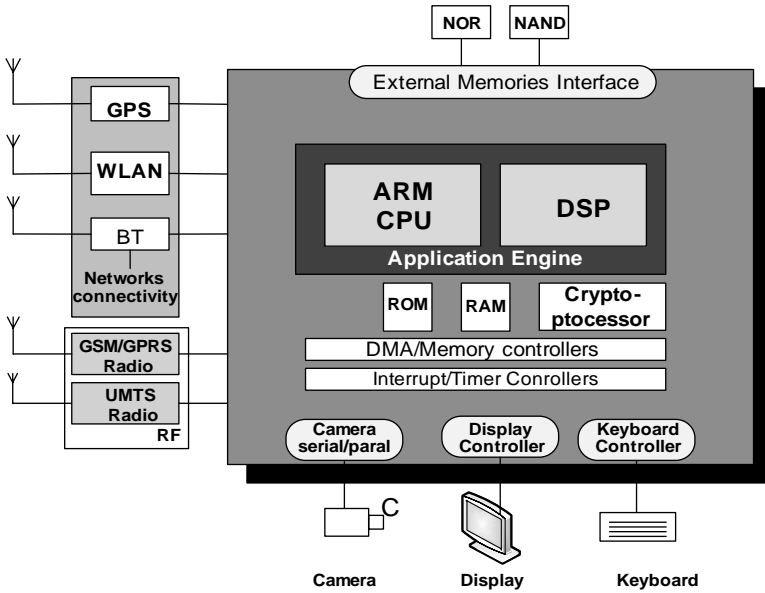 NOR
NAND
External Memories Interface
GPS
WLAN
BT
Networks
connectivity
GSM/GPRS
Radio
UMTS
Radio
RF
ARM
CPU
DSP
Application Engine
ROM
RAM
Crypto-
ptocessor
DMA/Memory controllers
Interrupt/Timer Conrollers
Camera
serial/paral
Display
Controller
Keyboard
Controller
C
Camera
Display
Keyboard